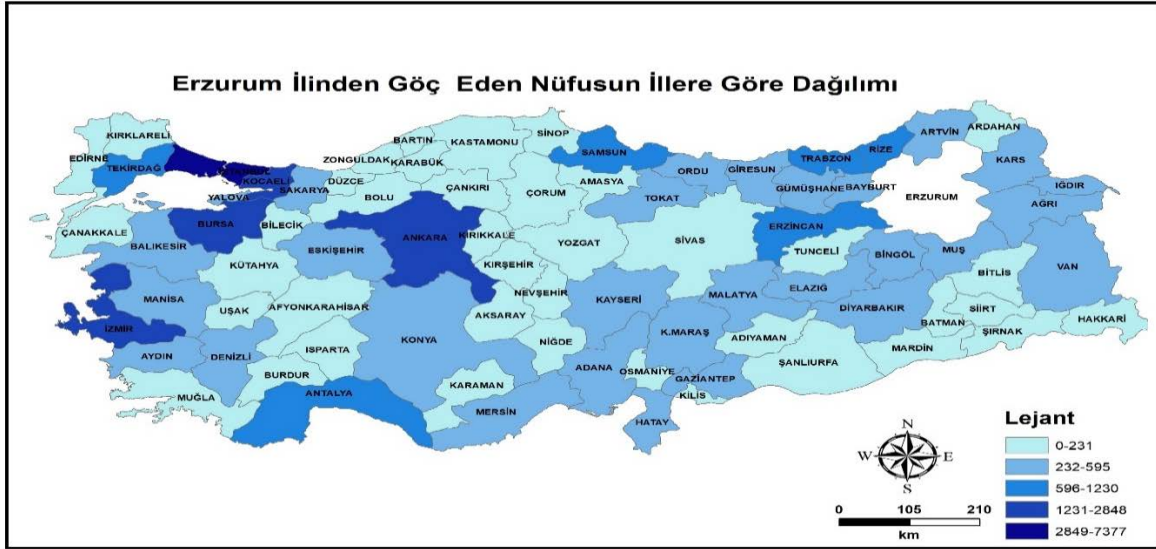 Erzurum İlinden Göç Eden Nüfusun İllere Göre Dağılımı
KIRKLARELİ
EDİRNE
TEKİRDAĞ
İSTANBUL
KOCAELİ
YALOVA
SAKARYA
DÜZCE
ZONGULDAK
BARTIN
KARABÜK
KASTAMONU
SİNOP
SAMSUN
ORDU
GİRESUN
TRABZON
RİZE
ARTVİN
ARDAHAN
KARS
IĞDIR
AĞRI
ERZURUM
BAYBURT
GÜMÜŞHANE
ERZİNCAN
TUNCELİ
BİNGÖL
MUŞ
BİTLİS
VAN
HAKKARİ
ŞIRNAK
SİİRT
BATMAN
MARDİN
DİYARBAKIR
ELAZIĞ
MALATYA
ADIYAMAN
ŞANLIURFA
GAZİANTEP
KİLİS
HATAY
OSMANİYE
K.MARAŞ
ADANA
MERSİN
KARAMAN
NİĞDE
KAYSERİ
SİVAS
TOKAT
AMASYA
ÇORUM
YOZGAT
ÇANKIRI
KIRIKKALE
KIRŞEHİR
NEVŞEHİR
AKSARAY
KONYA
ANKARA
BOLU
BİLECİK
ESKİŞEHİR
BURSA
ÇANAKKALE
BALIKESİR
KÜTAHYA
MANİSA
UŞAK
AFYONKARAHİSAR
İZMİR
AYDIN
DENİZLİ
ISPARTA
BURDUR
MUĞLA
ANTALYA
N
W
E
S
0
105
210
km
Lejant
0-231
232-595
596-1230
1231-2848
2849-7377